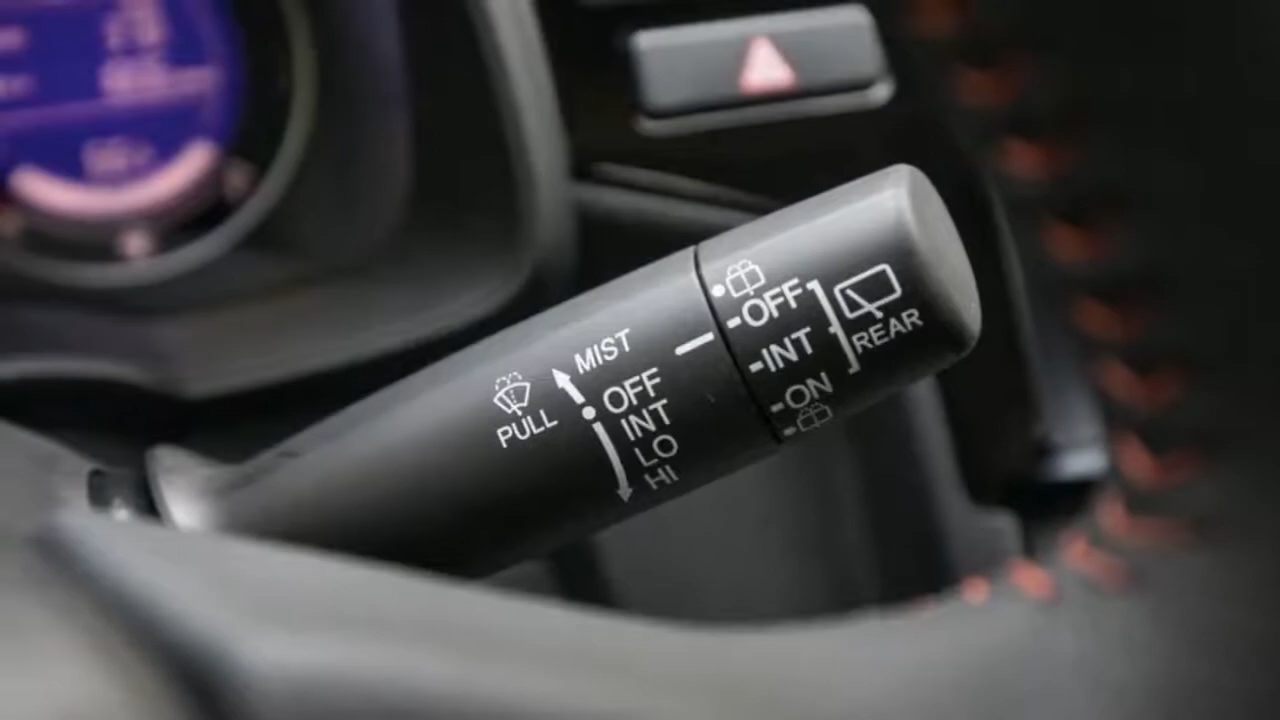 MIST
OFF
INT
LO
HI
PULL
OFF
INT
ON
REAR